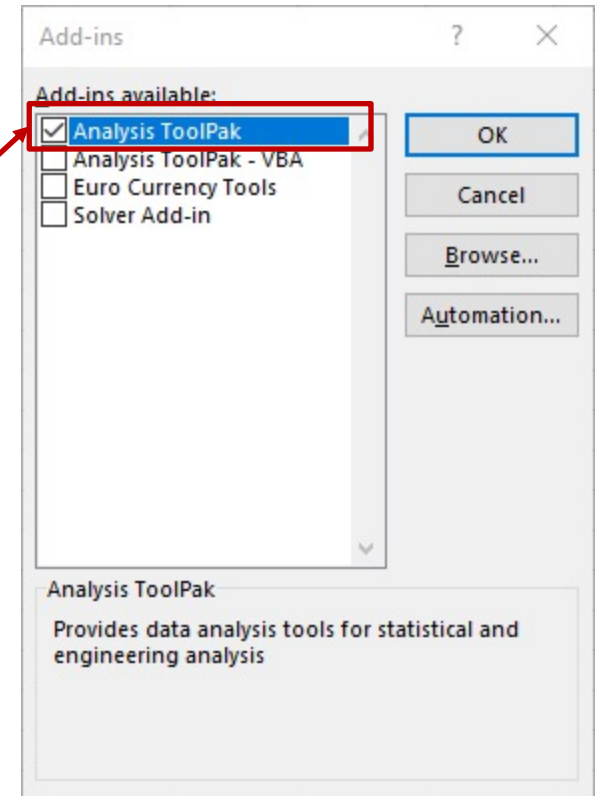 Add-ins ?
Add-ins available:
Analysis ToolPak
Analysis ToolPak - VBA
Euro Currency Tools
Solver Add-in
OK
Cancel
Browse...
Automation...
Analysis ToolPak
Provides data analysis tools for statistical and
engineering analysis